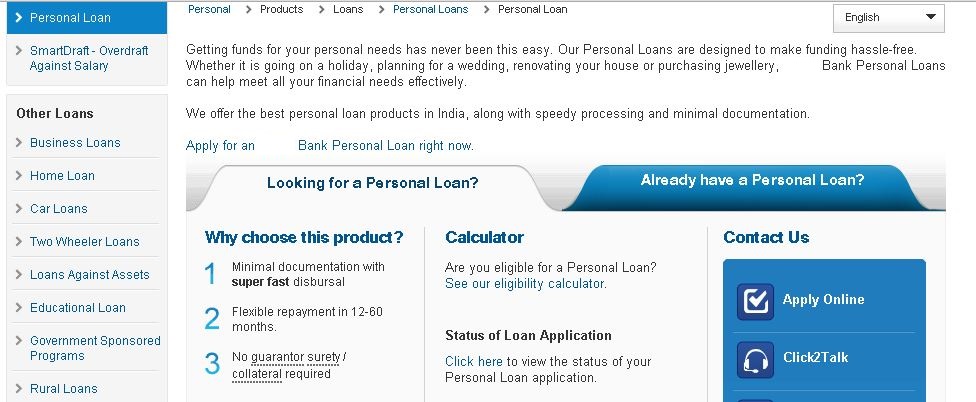 Personal Loan
SmartDraft - Overdraft
Against Salary
Other Loans
Business Loans
Home Loan
Car Loans
Two Wheeler Loans
Loans Against Assets
Educational Loan
Government Sponsored
Programs
Rural Loans
Personal > Products > Loans > Personal Loans > Personal Loan
English
Getting funds for your personal needs has never been this easy. Our Personal Loans are designed to make funding hassle-free.
Whether it is going on a holiday, planning for a wedding, renovating your house or purchasing jewellery, Bank Personal Loans
can help meet all your financial needs effectively.
We offer the best personal loan products in India, along with speedy processing and minimal documentation.
Apply for an Bank Personal Loan right now.
Looking for a Personal Loan?
Already have a Personal Loan?
Why choose this product?
1 Minimal documentation with
super fast disbursal
2 Flexible repayment in 12-60
months.
3 No guarantor surety /
collateral required
Calculator
Are you eligible for a Personal Loan?
See our eligibility calculator.
Status of Loan Application
Click here to view the status of your
Personal Loan application.
Contact Us
Apply Online
Click2Talk